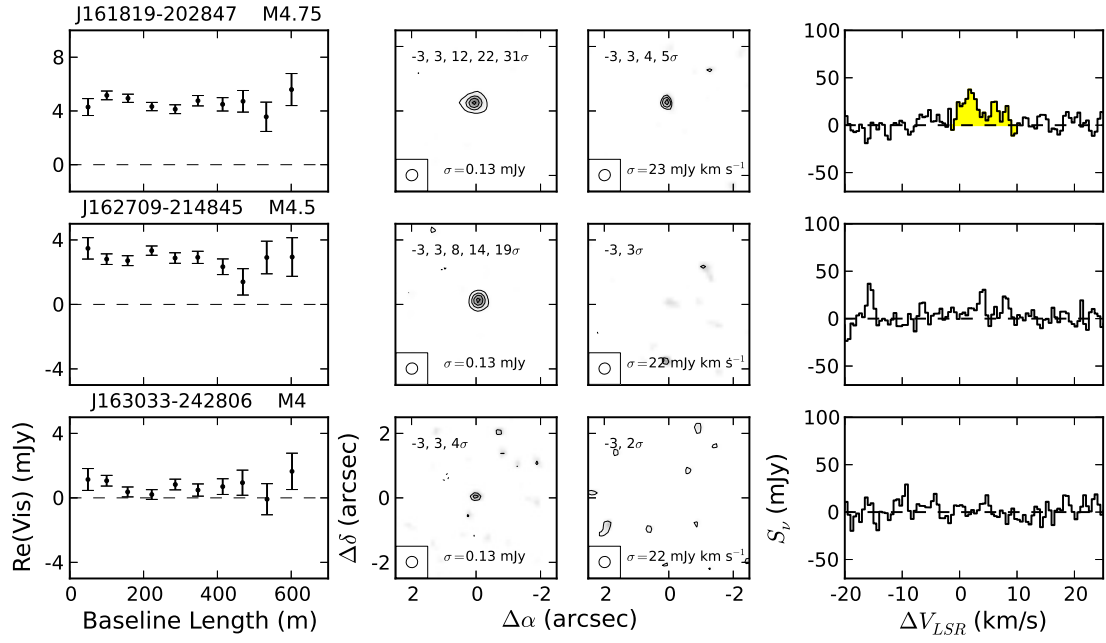 J161819-202847 M4.75
8
4
0
-3, 3, 12, 22, 31σ
σ=0.13 mJy
-3, 3, 4, 5σ
σ=23 mJy km s⁻¹
100
50
0
-50
J162709-214845 M4.5
4
0
-4
-3, 3, 8, 14, 19σ
σ=0.13 mJy
-3, 3σ
σ=22 mJy km s⁻¹
100
50
0
-50
J163033-242806 M4
4
0
-4
Re(Vis) (mJy)
0 200 400 600
Baseline Length (m)
-3, 3, 4σ
σ=0.13 mJy
2
0
-2
Δδ (arcsec)
2 0 -2
-3, 2σ
σ=22 mJy km s⁻¹
2 0 -2
Δα (arcsec)
100
50
0
-50
Sν (mJy)
-20 -10 0 10 20
ΔV_LSR (km/s)